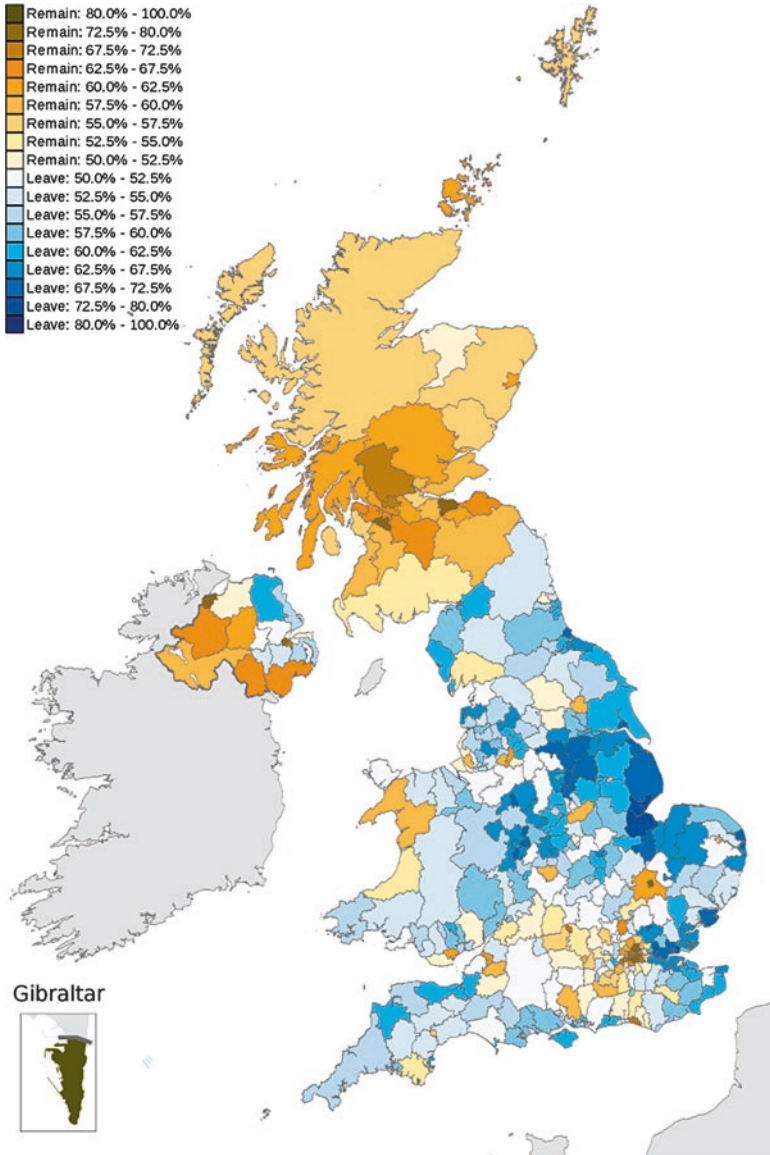 Remain: 80.0% - 100.0%
Remain: 72.5% - 80.0%
Remain: 67.5% - 72.5%
Remain: 62.5% - 67.5%
Remain: 60.0% - 62.5%
Remain: 57.5% - 60.0%
Remain: 55.0% - 57.5%
Remain: 52.5% - 55.0%
Remain: 50.0% - 52.5%
Leave: 50.0% - 52.5%
Leave: 52.5% - 55.0%
Leave: 55.0% - 57.5%
Leave: 57.5% - 60.0%
Leave: 60.0% - 62.5%
Leave: 62.5% - 67.5%
Leave: 67.5% - 72.5%
Leave: 72.5% - 80.0%
Leave: 80.0% - 100.0%
Gibraltar